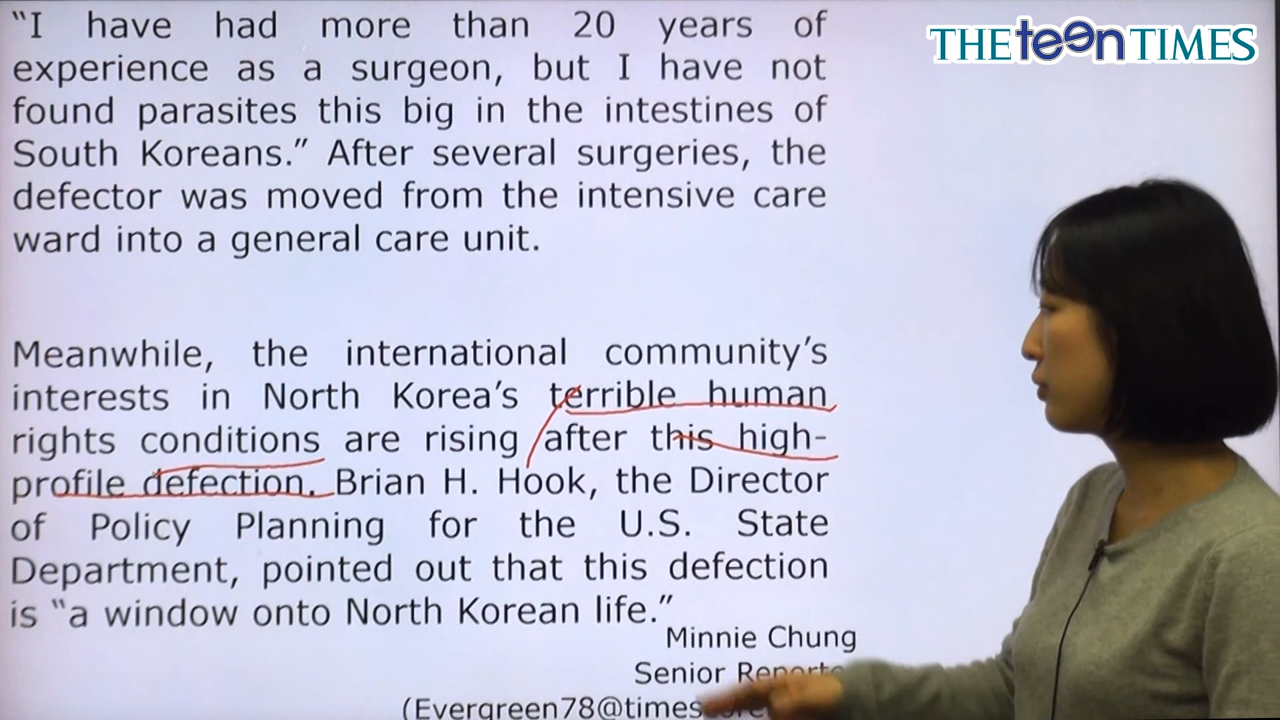 THE teen TIMES
“I have had more than 20 years of
experience as a surgeon, but I have not
found parasites this big in the intestines of
South Koreans.” After several surgeries, the
defector was moved from the intensive care
ward into a general care unit.
Meanwhile, the international community’s
interests in North Korea’s terrible human
rights conditions are rising after this high-
profile defection. Brian H. Hook, the Director
of Policy Planning for the U.S. State
Department, pointed out that this defection
is “a window onto North Korean life.”
Minnie Chung
Senior
(Evergreen78@times